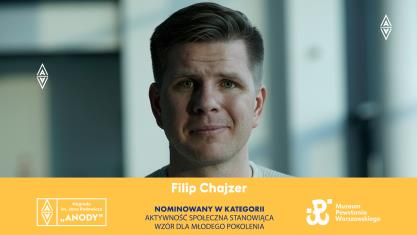 Filip Chajzer
NOMINOWANY W KATEGORII
AKTYWNOŚĆ SPOŁECZNA STANOWIĄCA
WZÓR DLA MŁODEGO POKOLENIA
Nagroda
im. Jana Rodowicza
„ANODY”
Muzeum
Powstania
Warszawskiego